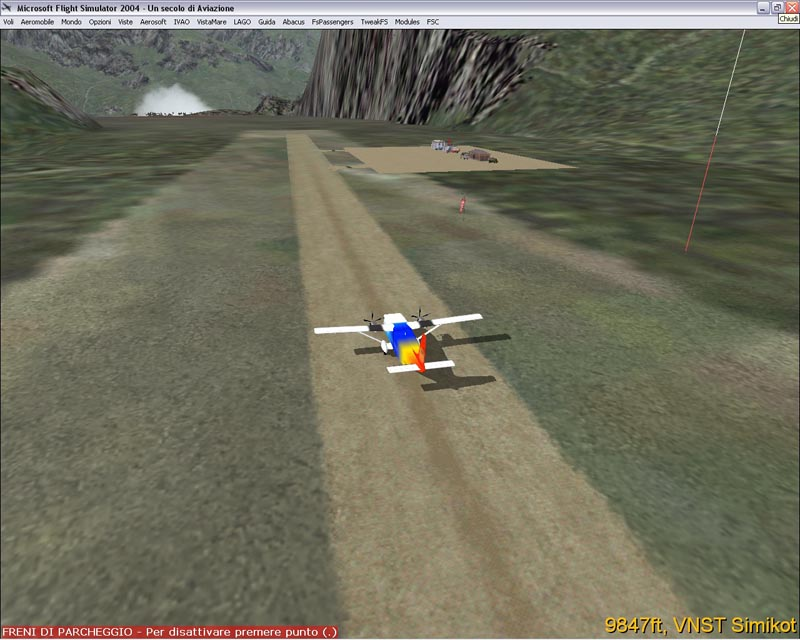 Microsoft Flight Simulator 2004 - Un secolo di Aviazione
Voli Aeromobile Mondo Opzioni Viste Aerosoft IVAO VistaMare LAGO Guida Abacus FsPassengers TweakFS Modules FSC
Chiudi
FRENI DI PARCHEGGIO - Per disattivare premere punto (.)
9847ft, VNST Simikot